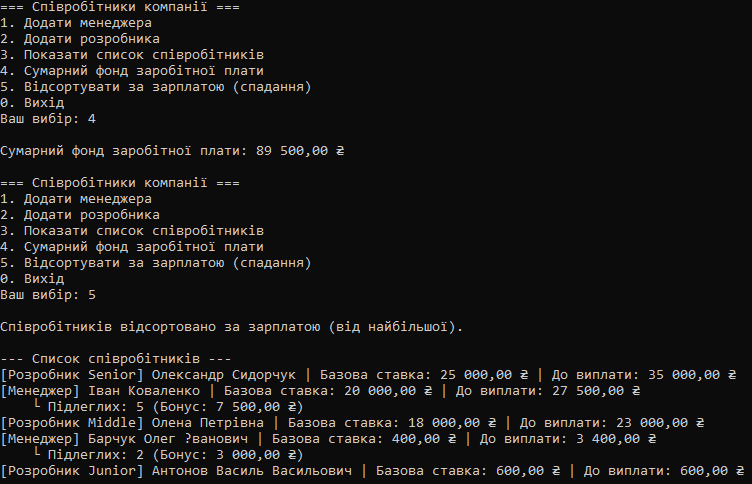 === Співробітники компанії ===
1. Додати менеджера
2. Додати розробника
3. Показати список співробітників
4. Сумарний фонд заробітної плати
5. Відсортувати за зарплатою (спадання)
0. Вихід
Ваш вибір: 4
Сумарний фонд заробітної плати: 89 500,00 ₴
=== Співробітники компанії ===
1. Додати менеджера
2. Додати розробника
3. Показати список співробітників
4. Сумарний фонд заробітної плати
5. Відсортувати за зарплатою (спадання)
0. Вихід
Ваш вибір: 5
Співробітників відсортовано за зарплатою (від найбільшої).
--- Список співробітників ---
[Розробник Senior] Олександр Сидорчук | Базова ставка: 25 000,00 ₴ | До виплати: 35 000,00 ₴
[Менеджер] Іван Коваленко | Базова ставка: 20 000,00 ₴ | До виплати: 27 500,00 ₴
└ Підлеглих: 5 (Бонус: 7 500,00 ₴)
[Розробник Middle] Олена Петрівна | Базова ставка: 18 000,00 ₴ | До виплати: 23 000,00 ₴
[Менеджер] Барчук Олег ?ванович | Базова ставка: 400,00 ₴ | До виплати: 3 400,00 ₴
└ Підлеглих: 2 (Бонус: 3 000,00 ₴)
[Розробник Junior] Антонов Василь Васильович | Базова ставка: 600,00 ₴ | До виплати: 600,00 ₴